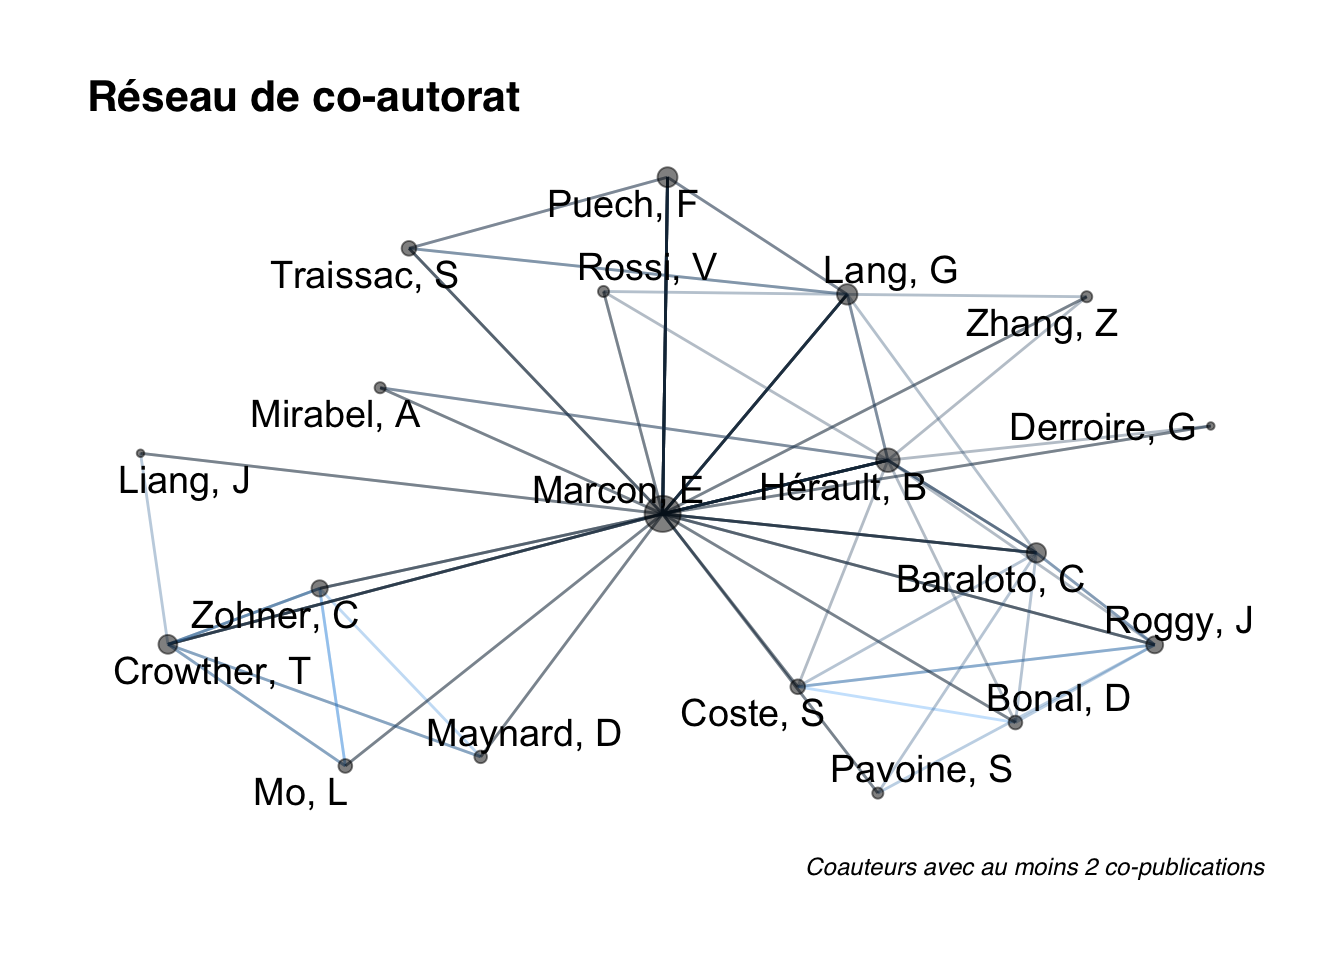 Réseau de co-autorat
Puech, F
Traissac, S
Rossi, V
Lang, G
Zhang, Z
Mirabel, A
Derroire, G
Liang, J
Marcon, E
Hérault, B
Baraloto, C
Zohner, C
Roggy, J
Crowther, T
Coste, S
Bonal, D
Maynard, D
Pavoine, S
Mo, L
Coauteurs avec au moins 2 co-publications